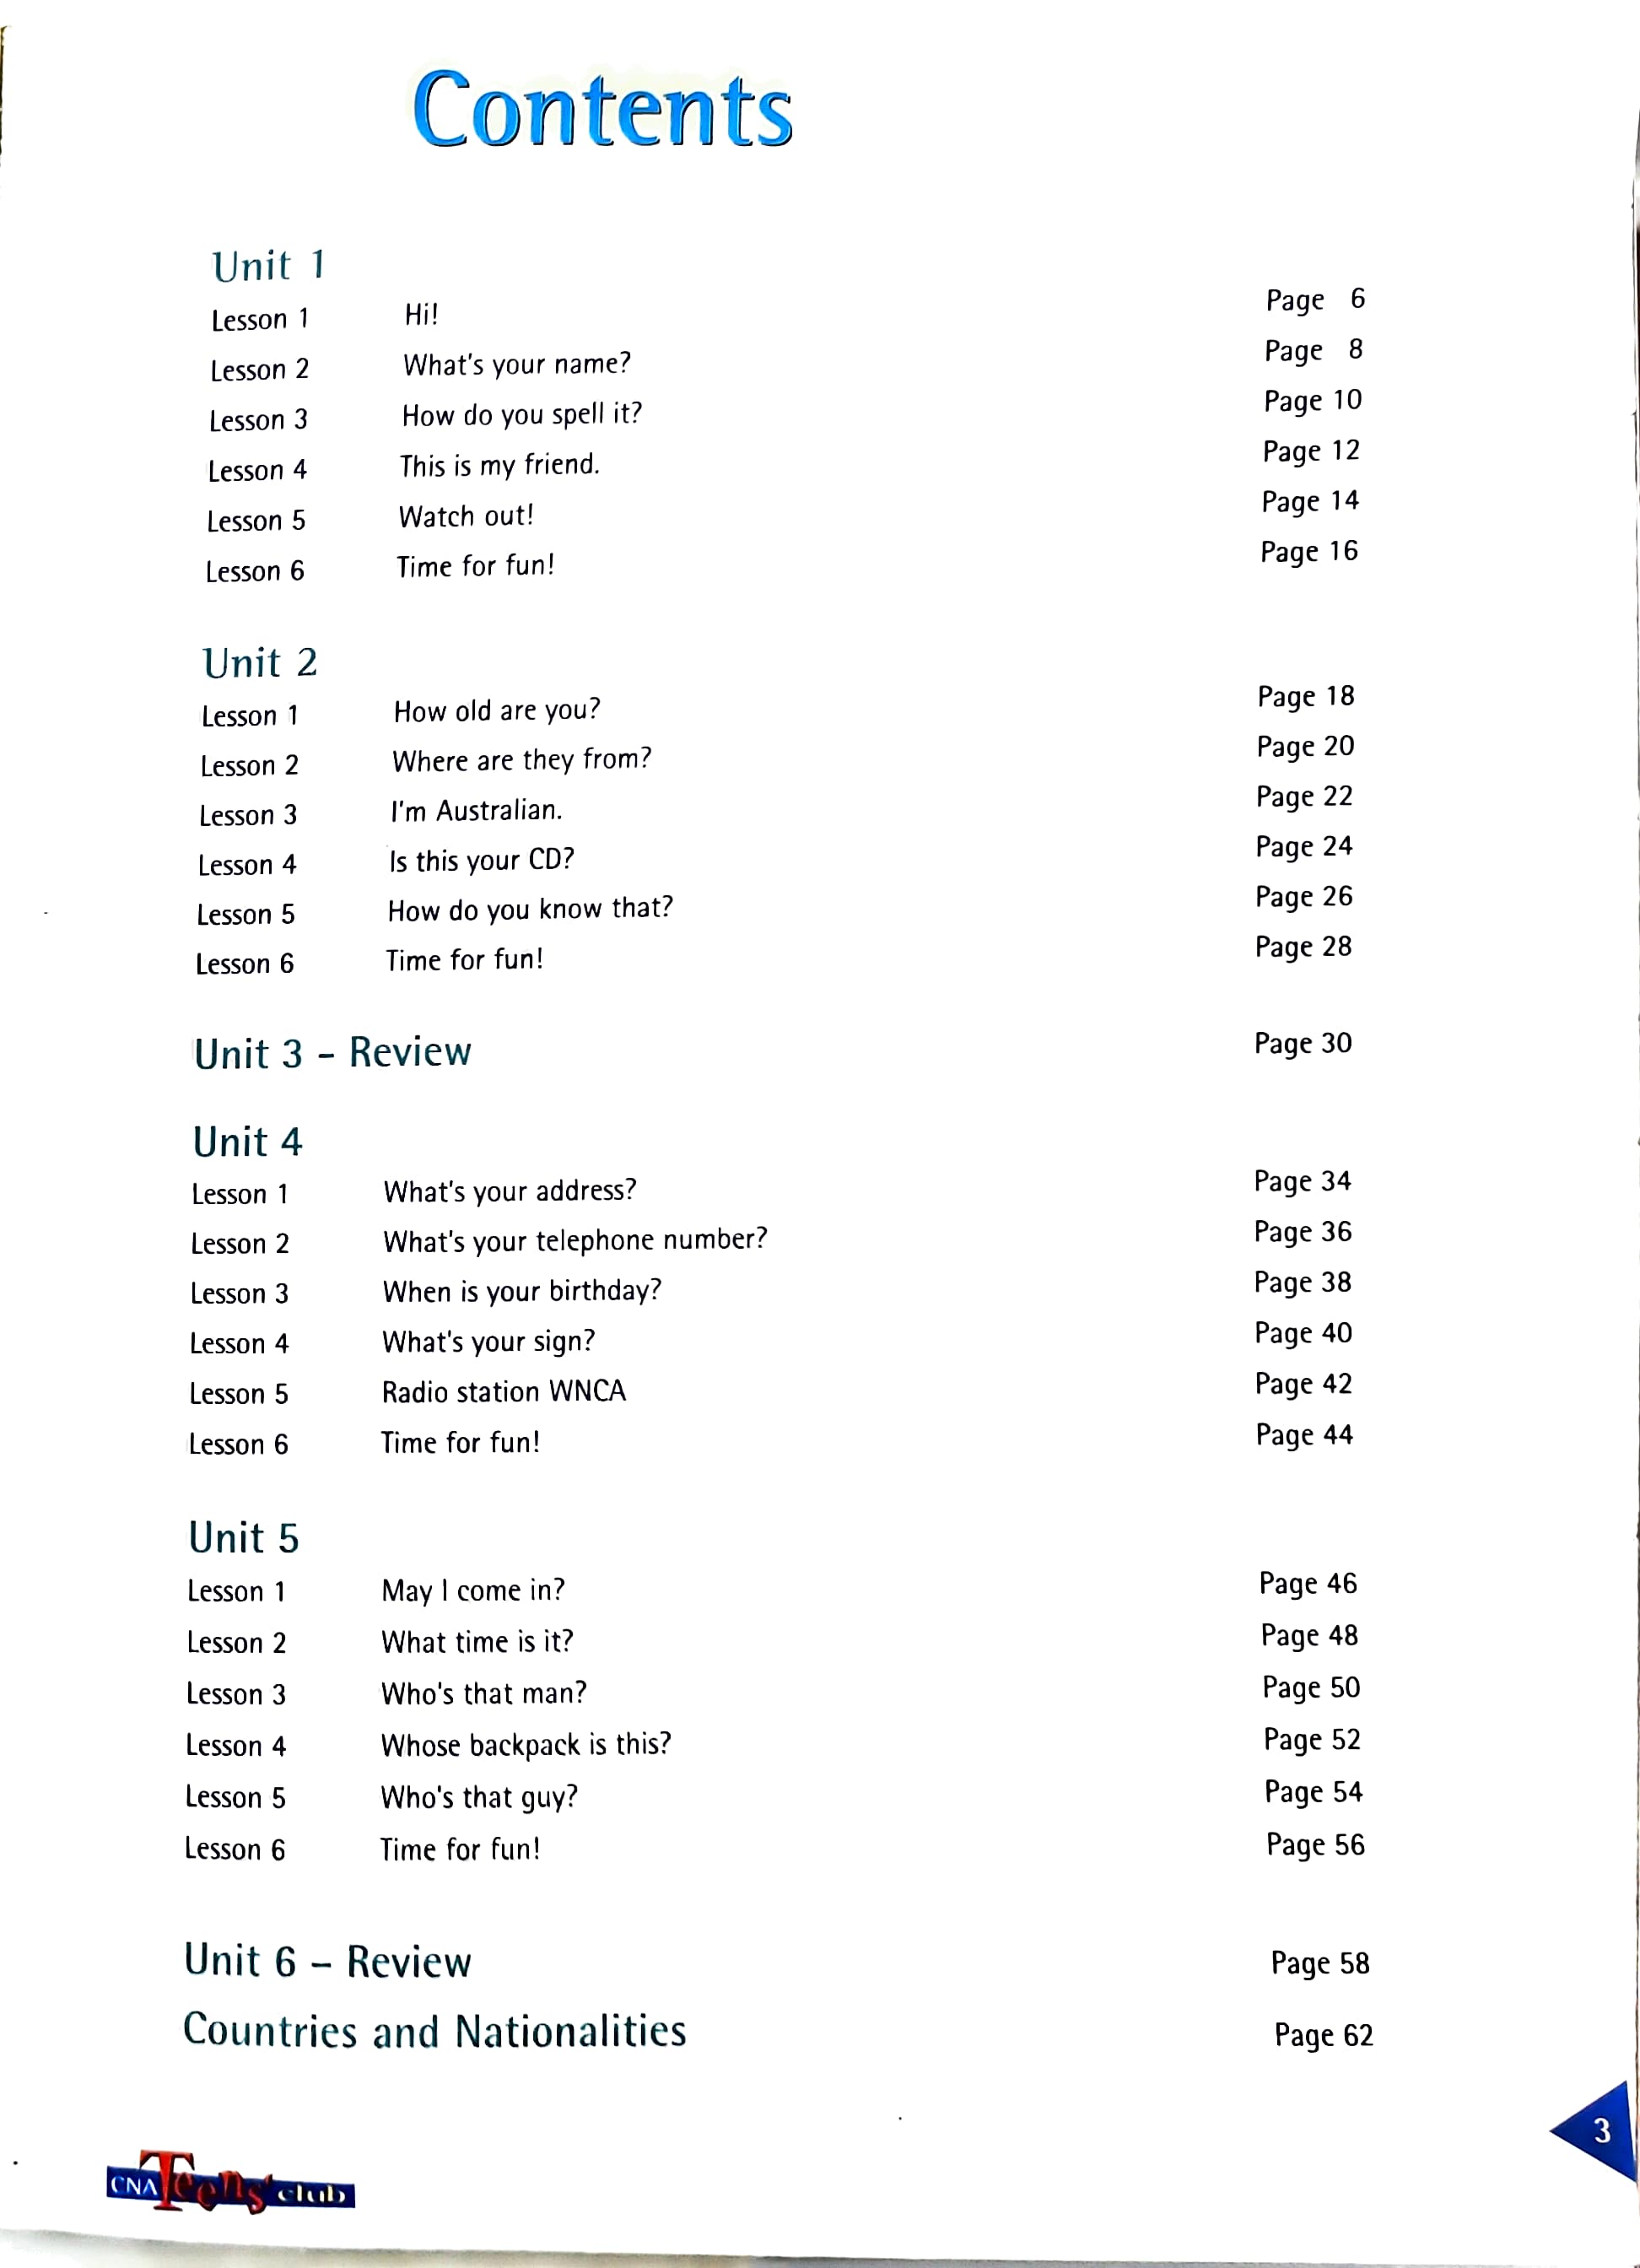 Contents
Unit 1
Lesson 1 Hi! Page 6
Lesson 2 What's your name? Page 8
Lesson 3 How do you spell it? Page 10
Lesson 4 This is my friend. Page 12
Lesson 5 Watch out! Page 14
Lesson 6 Time for fun! Page 16
Unit 2
Lesson 1 How old are you? Page 18
Lesson 2 Where are they from? Page 20
Lesson 3 I'm Australian. Page 22
Lesson 4 Is this your CD? Page 24
Lesson 5 How do you know that? Page 26
Lesson 6 Time for fun! Page 28
Unit 3 – Review Page 30
Unit 4
Lesson 1 What's your address? Page 34
Lesson 2 What's your telephone number? Page 36
Lesson 3 When is your birthday? Page 38
Lesson 4 What's your sign? Page 40
Lesson 5 Radio station WNCA Page 42
Lesson 6 Time for fun! Page 44
Unit 5
Lesson 1 May I come in? Page 46
Lesson 2 What time is it? Page 48
Lesson 3 Who's that man? Page 50
Lesson 4 Whose backpack is this? Page 52
Lesson 5 Who's that guy? Page 54
Lesson 6 Time for fun! Page 56
Unit 6 – Review Page 58
Countries and Nationalities Page 62
3
CNA Teens' club